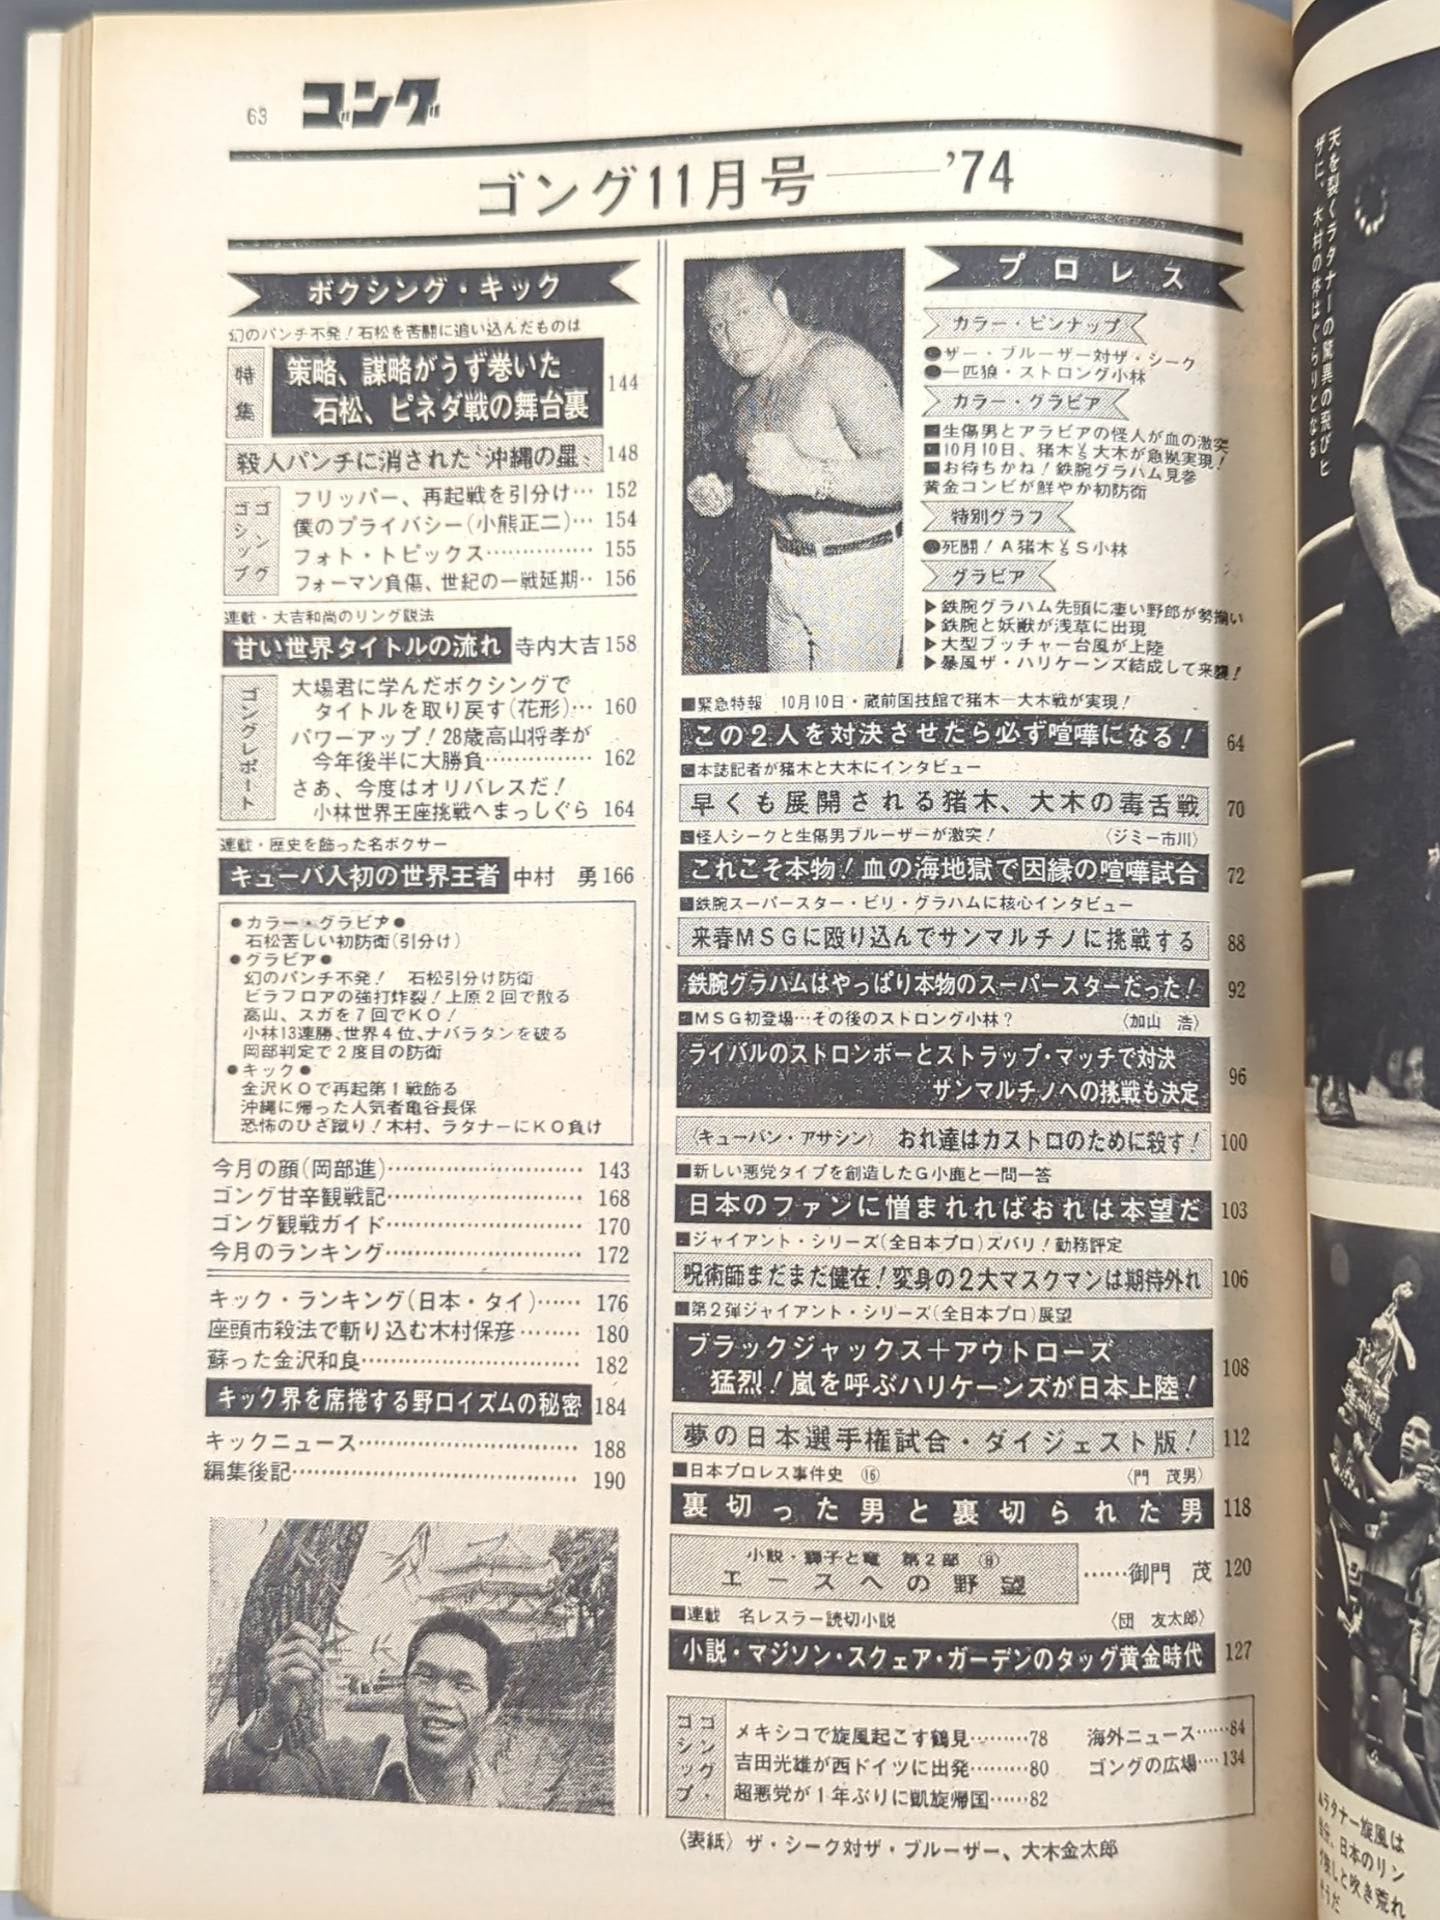 63
ゴング
ゴング11月号――'74
ボクシング・キック
幻のパンチ不発!石松を苦闘に追い込んだものは
特集
策略、謀略がうず巻いた
石松、ピネダ戦の舞台裏
144
殺人パンチに消された〝沖縄の星〟 148
ゴングゴシップ
フリッパー、再起戦を引分け… 152
僕のプライバシー(小熊正二)… 154
フォト・トピックス…………… 155
フォーマン負傷、世紀の一戦延期‥ 156
連載・大吉和尚のリング説法
甘い世界タイトルの流れ 寺内大吉 158
ゴングレポート
大場君に学んだボクシングで
タイトルを取り戻す(花形)… 160
パワーアップ!28歳高山将孝が
今年後半に大勝負…………… 162
さあ、今度はオリバレスだ!
小林世界王座挑戦へまっしぐら 164
連載・歴史を飾った名ボクサー
キューバ人初の世界王者 中村 勇 166
●カラー・グラビア●
石松苦しい初防衛(引分け)
●グラビア●
幻のパンチ不発! 石松引分け防衛
ビラフロアの強打炸裂!上原2回で散る
高山、スガを7回でKO!
小林13連勝、世界4位、ナバラタンを破る
岡部判定で2度目の防衛
●キック●
金沢KOで再起第1戦飾る
沖縄に帰った人気者亀谷長保
恐怖のひざ蹴り!木村、ラタナーにKO負け
今月の顔(岡部進)………………………… 143
ゴング甘辛観戦記………………………… 168
ゴング観戦ガイド………………………… 170
今月のランキング………………………… 172
キック・ランキング(日本・タイ)…… 176
座頭市殺法で斬り込む木村保彦……… 180
蘇った金沢和良…………………………… 182
キック界を席捲する野口イズムの秘密 184
キックニュース…………………………… 188
編集後記…………………………………… 190
プロレス
カラー・ピンナップ
●ザ・ブルーザー対ザ・シーク
●一匹狼・ストロング小林
カラー・グラビア
■生傷男とアラビアの怪人が血の激突
■10月10日、猪木VS大木が急拠実現!
■お待ちかね!鉄腕グラハム見参
黄金コンビが鮮やか初防衛
特別グラフ
●死闘!A猪木VSS小林
グラビア
▶鉄腕グラハム先頭に凄い野郎が勢揃い
▶鉄腕と妖獣が浅草に出現
▶大型ブッチャー台風が上陸
▶暴風ザ・ハリケーンズ結成して来襲!
■緊急特報 10月10日・蔵前国技館で猪木―大木戦が実現!
この2人を対決させたら必ず喧嘩になる! 64
■本誌記者が猪木と大木にインタビュー
早くも展開される猪木、大木の毒舌戦 70
■怪人シークと生傷男ブルーザーが激突! 〈ジミー市川〉
これこそ本物!血の海地獄で因縁の喧嘩試合 72
■鉄腕スーパースター・ビリ・グラハムに核心インタビュー
来春MSGに殴り込んでサンマルチノに挑戦する 88
鉄腕グラハムはやっぱり本物のスーパースターだった! 92
■MSG初登場…その後のストロング小林? 〈加山 浩〉
ライバルのストロンボーとストラップ・マッチで対決
サンマルチノへの挑戦も決定
96
〈キューバン・アサシン〉 おれ達はカストロのために殺す! 100
■新しい悪党タイプを創造したG小鹿と一問一答
日本のファンに憎まれればおれは本望だ 103
■ジャイアント・シリーズ(全日本プロ)ズバリ!勤務評定
呪術師まだまだ健在!変身の2大マスクマンは期待外れ 106
■第2弾ジャイアント・シリーズ(全日本プロ)展望
ブラックジャックス+アウトローズ
猛烈!嵐を呼ぶハリケーンズが日本上陸!
108
夢の日本選手権試合・ダイジェスト版! 112
■日本プロレス事件史 ⑯ 〈門 茂男〉
裏切った男と裏切られた男 118
小説・獅子と竜 第2部 ⑨
エースへの野望
……御門 茂 120
■連載 名レスラー読切小説 〈団 友太郎〉
小説・マジソン・スクェア・ガーデンのタッグ黄金時代 127
ゴングゴシップ・
メキシコで旋風起こす鶴見………78
吉田光雄が西ドイツに出発………80
超悪党が1年ぶりに凱旋帰国……82
海外ニュース……84
ゴングの広場‥‥134
〈表紙〉ザ・シーク対ザ・ブルーザー、大木金太郎
天を裂くラタナーの驚異の飛びヒ
ザに、木村の体はぐらりとなる
▲ラタナー旋風は
日本のリン
と吹き荒れ